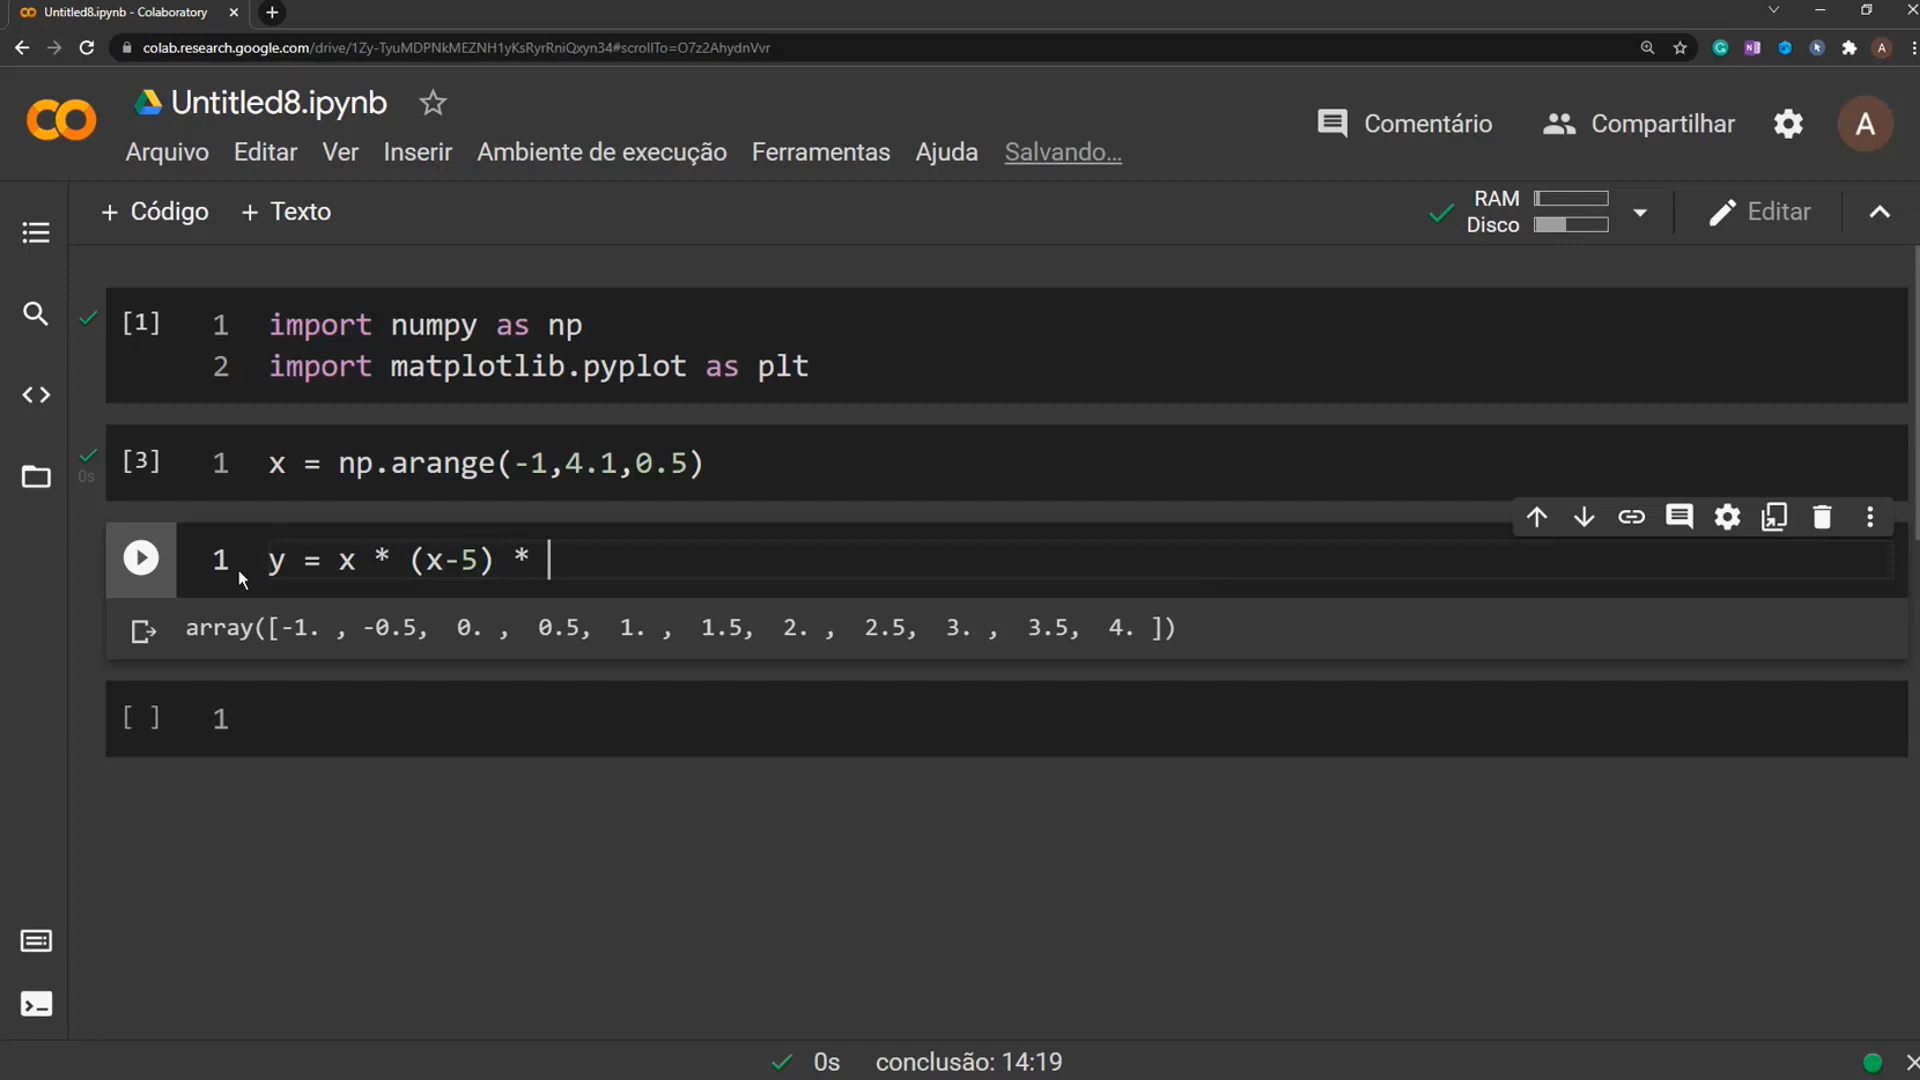 Untitled8.ipynb - Colaboratory
colab.research.google.com/drive/1Zy-TyuMDPNkMEZNH1yKsRyrRniQxyn34#scrollTo=O7z2AhydnVvr
A
Untitled8.ipynb
Comentário Compartilhar A
Arquivo Editar Ver Inserir Ambiente de execução Ferramentas Ajuda Salvando...
+ Código + Texto
RAM
Disco
Editar
[1] 1 import numpy as np
2 import matplotlib.pyplot as plt
[3] 1 x = np.arange(-1,4.1,0.5)
0s
1 y = x * (x-5) *
array([-1. , -0.5, 0. , 0.5, 1. , 1.5, 2. , 2.5, 3. , 3.5, 4. ])
[ ] 1
0s conclusão: 14:19